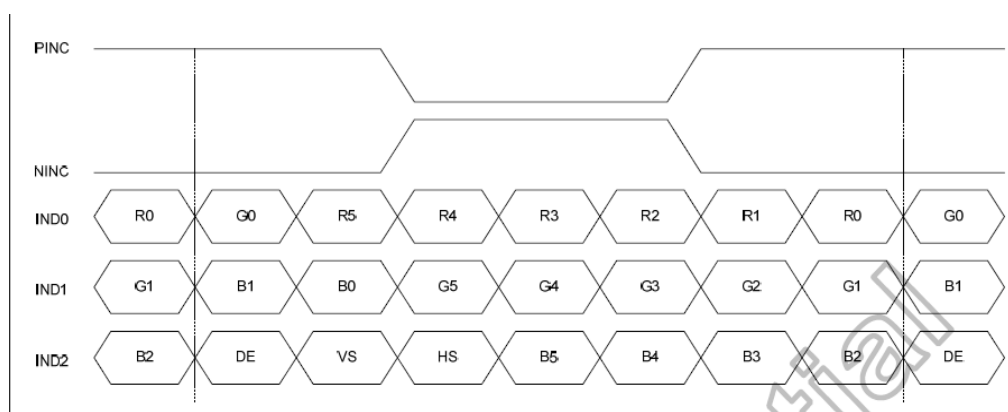 PINC
NINC
IND0 R0 G0 R5 R4 R3 R2 R1 R0 G0
IND1 G1 B1 B0 G5 G4 G3 G2 G1 B1
IND2 B2 DE VS HS B5 B4 B3 B2 DE
tial